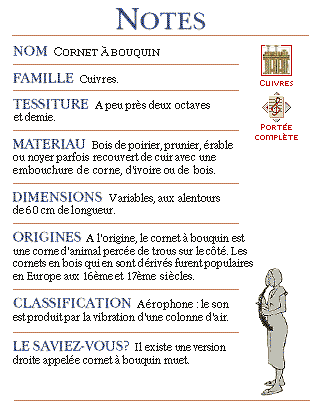 NOTES
NOM CORNET À BOUQUIN
FAMILLE Cuivres.
TESSITURE A peu près deux octaves
et demie.
MATERIAU Bois de poirier, prunier, érable
ou noyer parfois recouvert de cuir avec une
embouchure de corne, d'ivoire ou de bois.
DIMENSIONS Variables, aux alentours
de 60 cm de longueur.
ORIGINES A l'origine, le cornet à bouquin est
une corne d'animal percée de trous sur le côté. Les
cornets en bois qui en sont dérivés furent populaires
en Europe aux 16ème et 17ème siècles.
CLASSIFICATION Aérophone : le son
est produit par la vibration d'une colonne d'air.
LE SAVIEZ-VOUS? Il existe une version
droite appelée cornet à bouquin muet.
CUIVRES
PORTÉE
COMPLÈTE